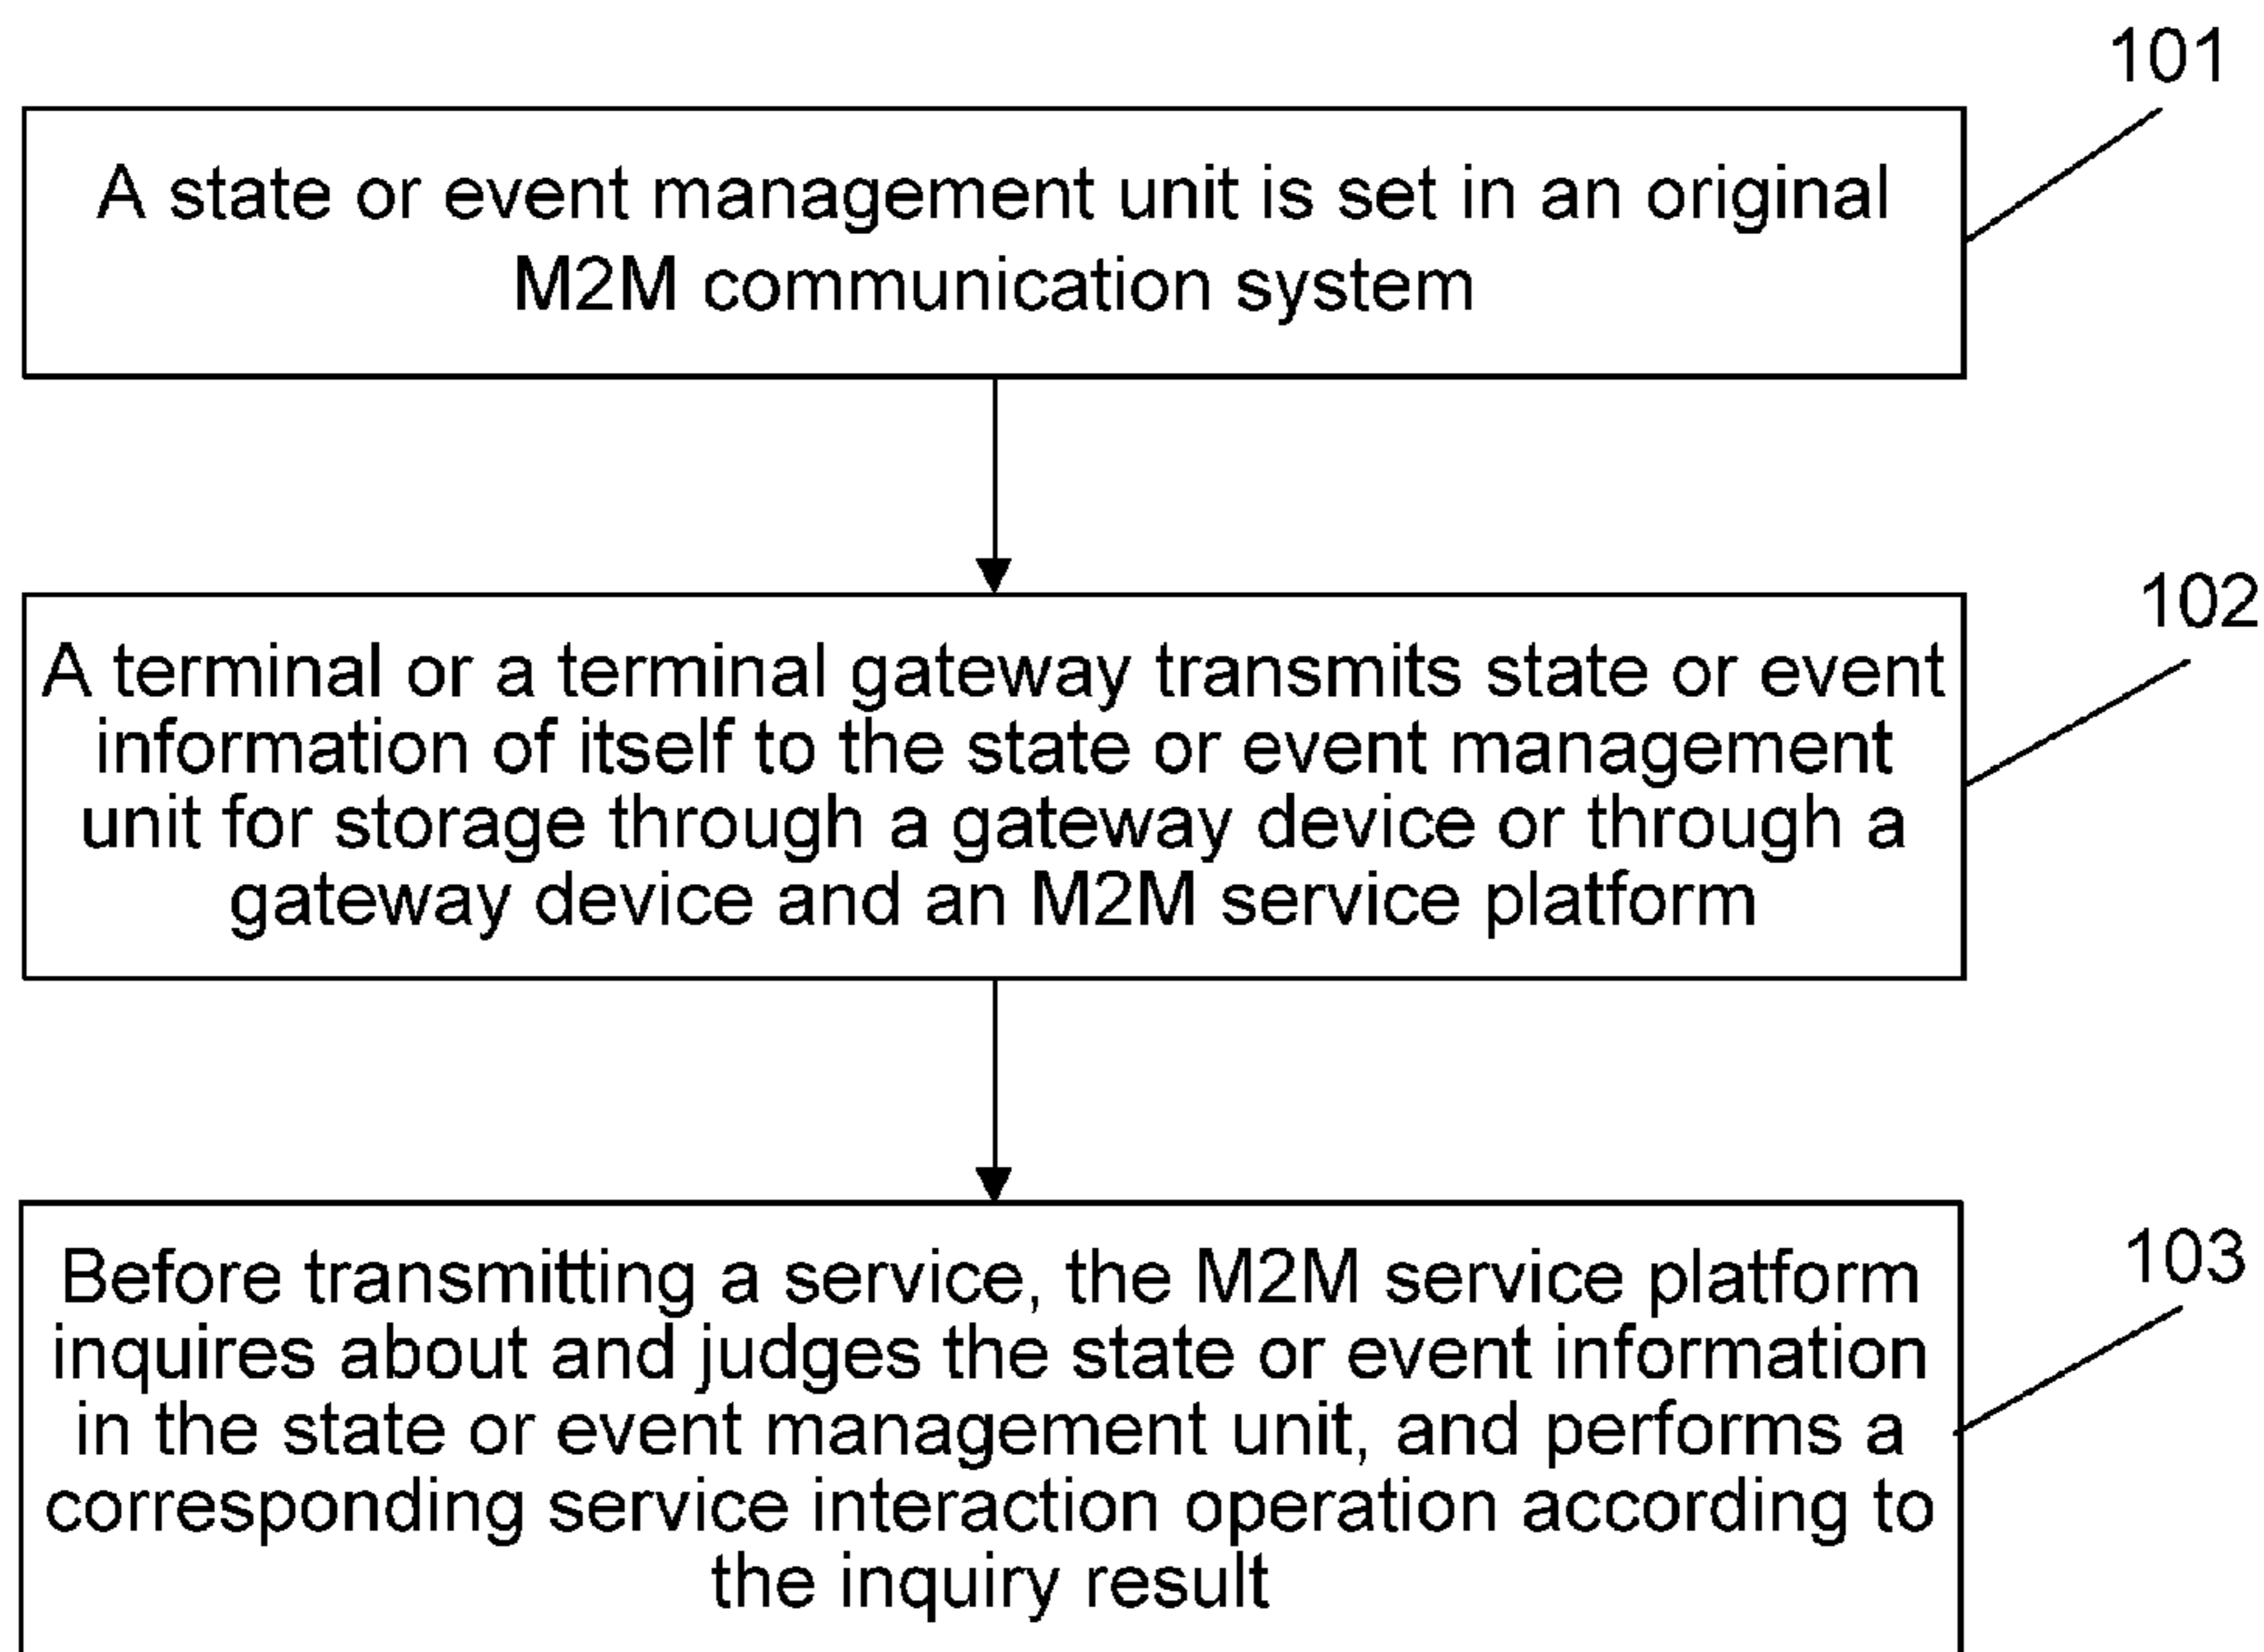 101
A state or event management unit is set in an original
M2M communication system
102
A terminal or a terminal gateway transmits state or event
information of itself to the state or event management
unit for storage through a gateway device or through a
gateway device and an M2M service platform
103
Before transmitting a service, the M2M service platform
inquires about and judges the state or event information
in the state or event management unit, and performs a
corresponding service interaction operation according to
the inquiry result